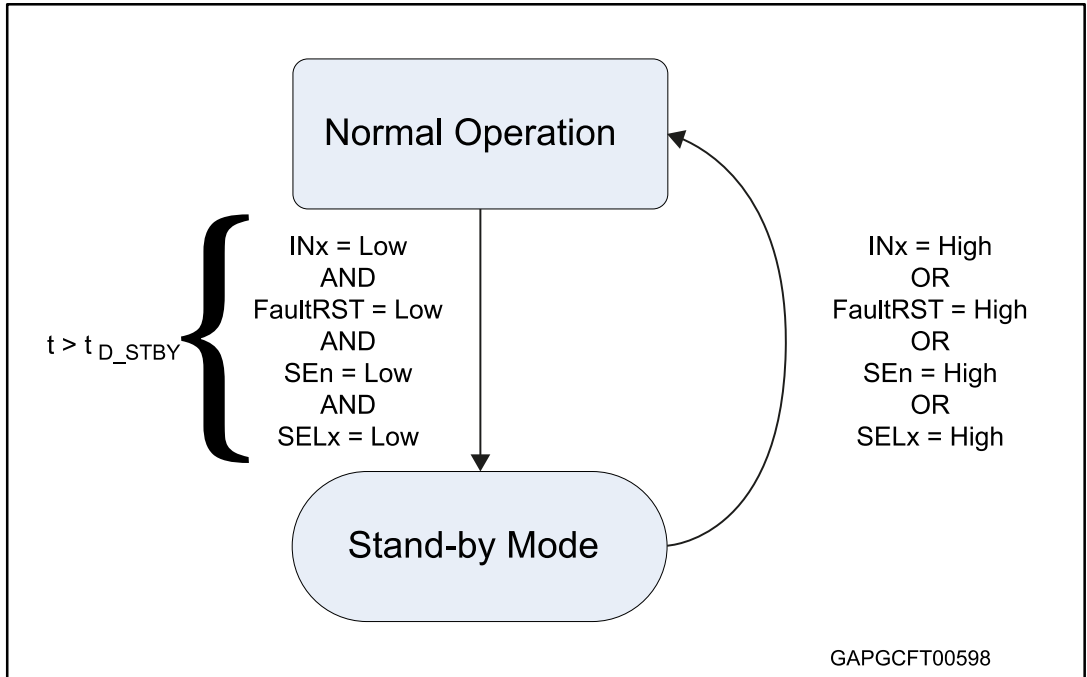 Normal Operation
t > t D_STBY
INx = Low
AND
FaultRST = Low
AND
SEn = Low
AND
SELx = Low
INx = High
OR
FaultRST = High
OR
SEn = High
OR
SELx = High
Stand-by Mode
GAPGCFT00598